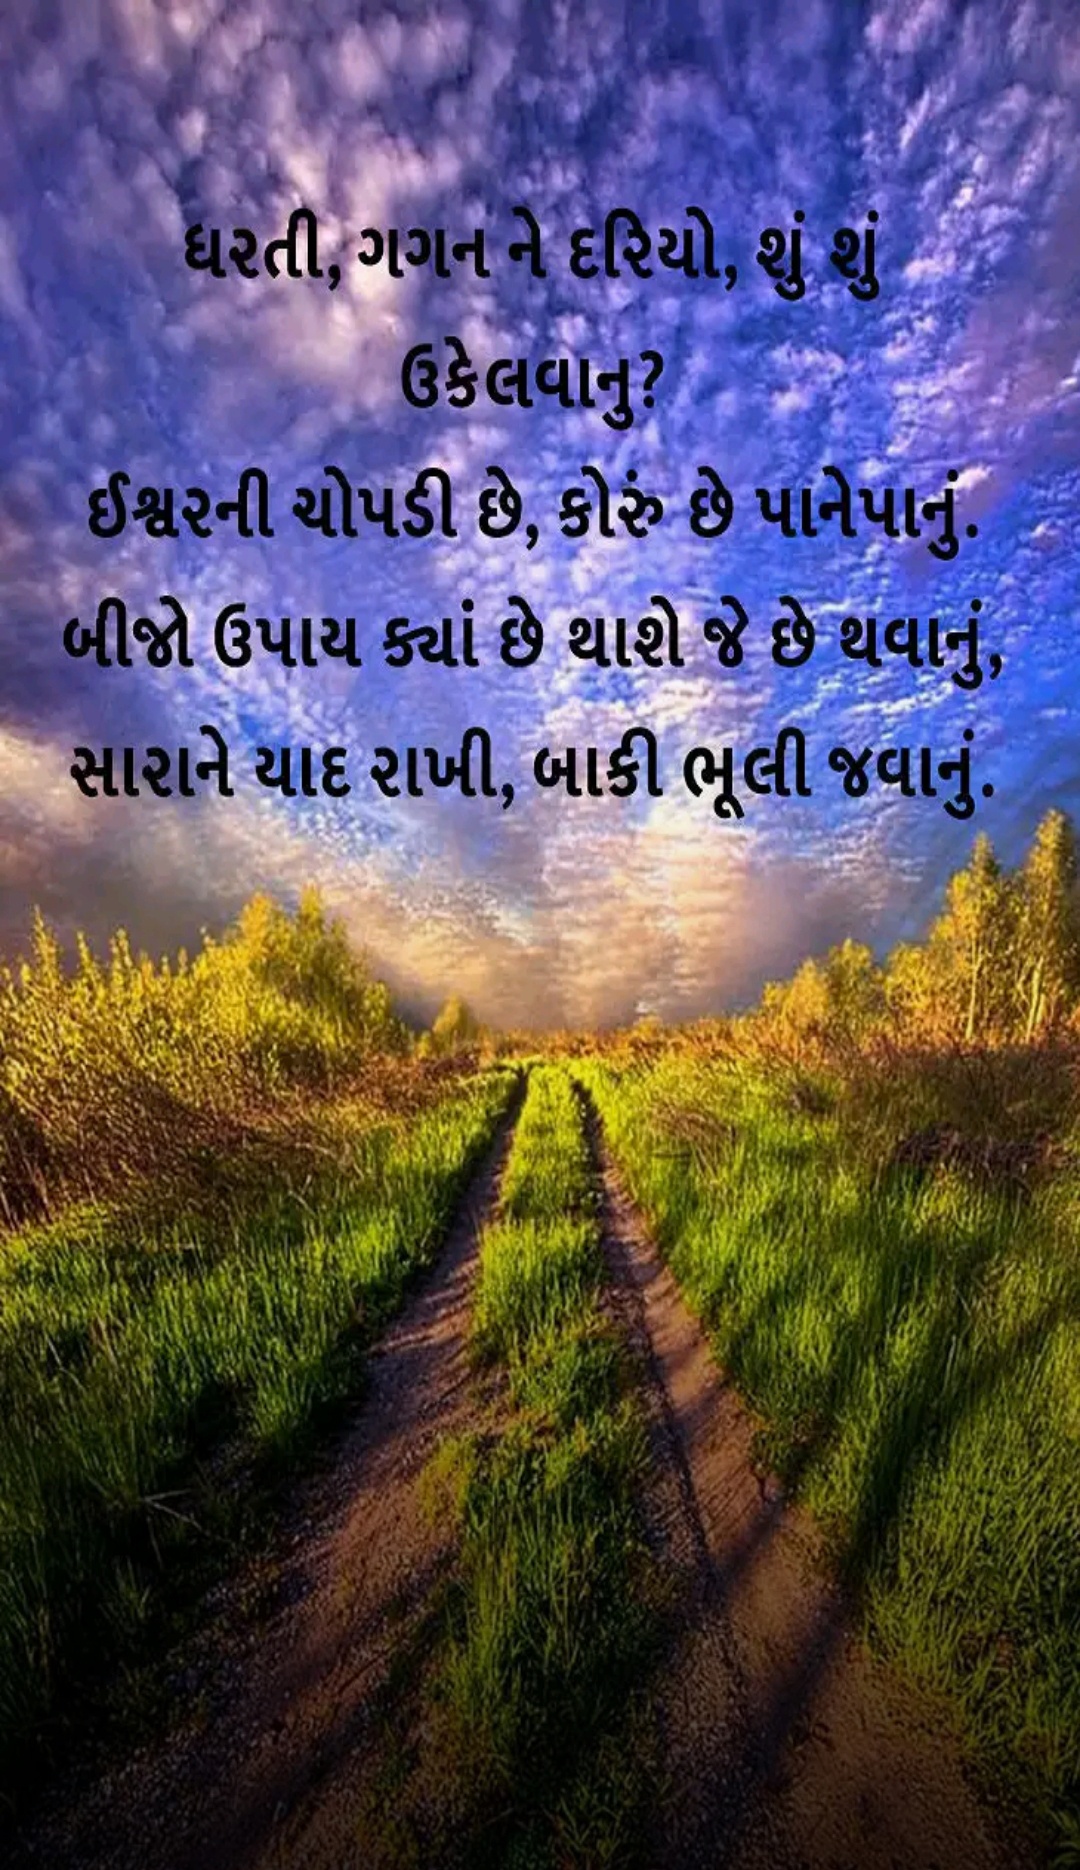 ધરતી, ગગન ને દરિયો, શું શું
ઉકેલવાનુ?
ઈશ્વરની ચોપડી છે, કોરું છે પાનેપાનું.
બીજો ઉપાય ક્યાં છે થાશે જે છે થવાનું,
સારાને યાદ રાખી, બાકી ભૂલી જવાનું.